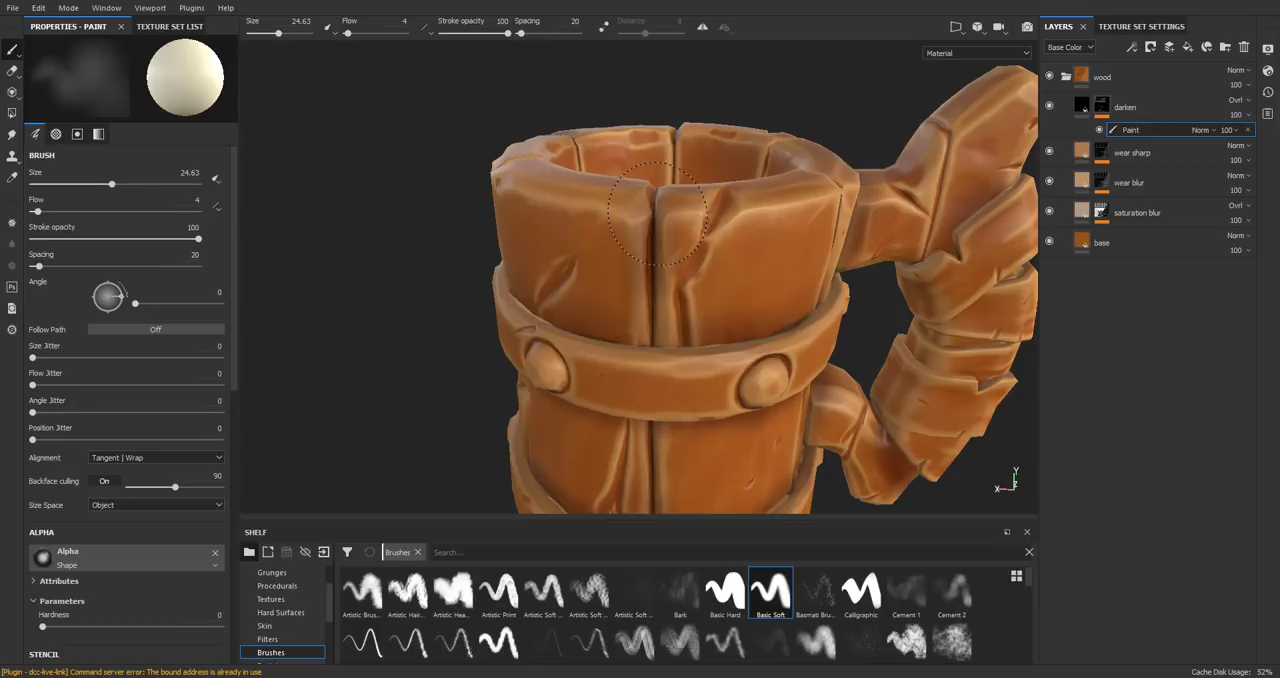 File Edit Mode Window Viewport Plugins Help
PROPERTIES - PAINT TEXTURE SET LIST
Size 24.63 Flow 4 Stroke opacity 100 Spacing 20 Distance 8
Material
BRUSH
Size 24.63
Flow 4
Stroke opacity 100
Spacing 20
Angle 0
Follow Path Off
Size Jitter 0
Flow Jitter 0
Angle Jitter 0
Position Jitter 0
Alignment Tangent | Wrap
Backface culling On 90
Size Space Object
ALPHA
Alpha
Shape
Attributes
Parameters
Hardness 0
STENCIL
Y
X
SHELF
Brushes Search...
Grunges
Procedurals
Textures
Hard Surfaces
Skin
Filters
Brushes
Artistic Brus... Artistic Hair... Artistic Hea... Artistic Print Artistic Soft ... Artistic Soft ... Artistic Soft ... Bark Basic Hard Basic Soft Basmati Bru... Calligraphic Cement 1 Cement 2
LAYERS TEXTURE SET SETTINGS
Base Color
wood Norm 100
darken Ovrl 100
Paint Norm 100
wear sharp Norm 100
wear blur Norm 100
saturation blur Ovrl 100
base Norm 100
[Plugin - dcc-live-link] Command server error: The bound address is already in use
Cache Disk Usage: 52%